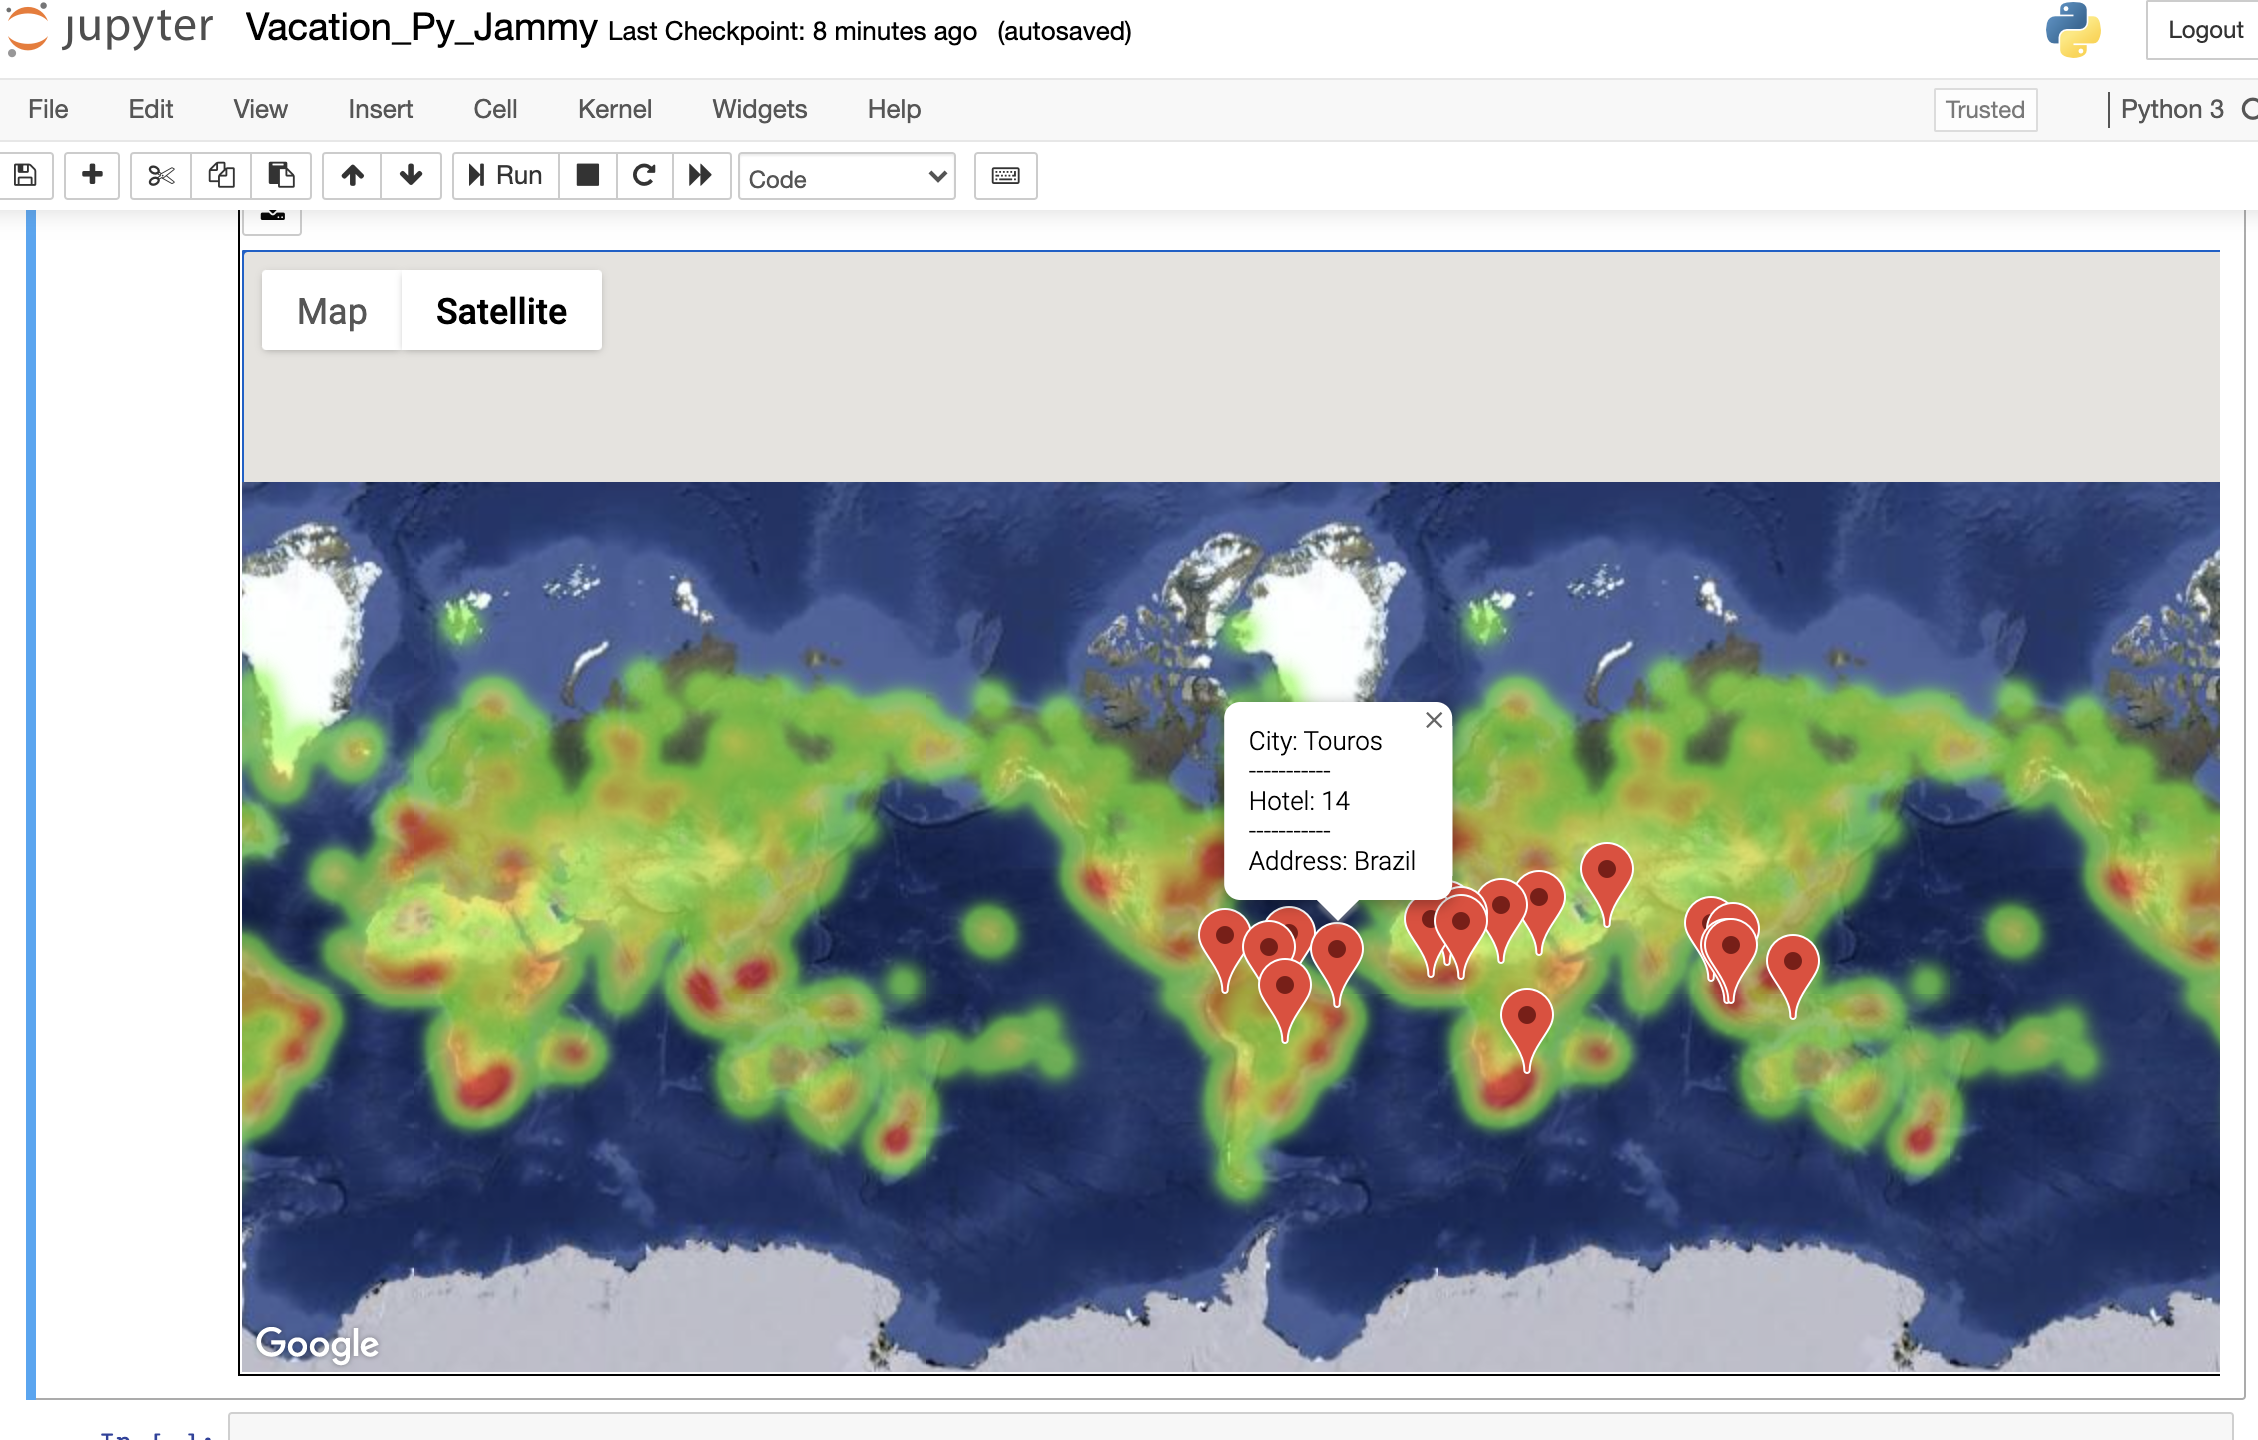 jupyter Vacation_Py_Jammy Last Checkpoint: 8 minutes ago (autosaved) Logout
File Edit View Insert Cell Kernel Widgets Help Trusted Python 3
Run Code
Map Satellite
City: Touros
-----------
Hotel: 14
-----------
Address: Brazil
Google
In [ ]: